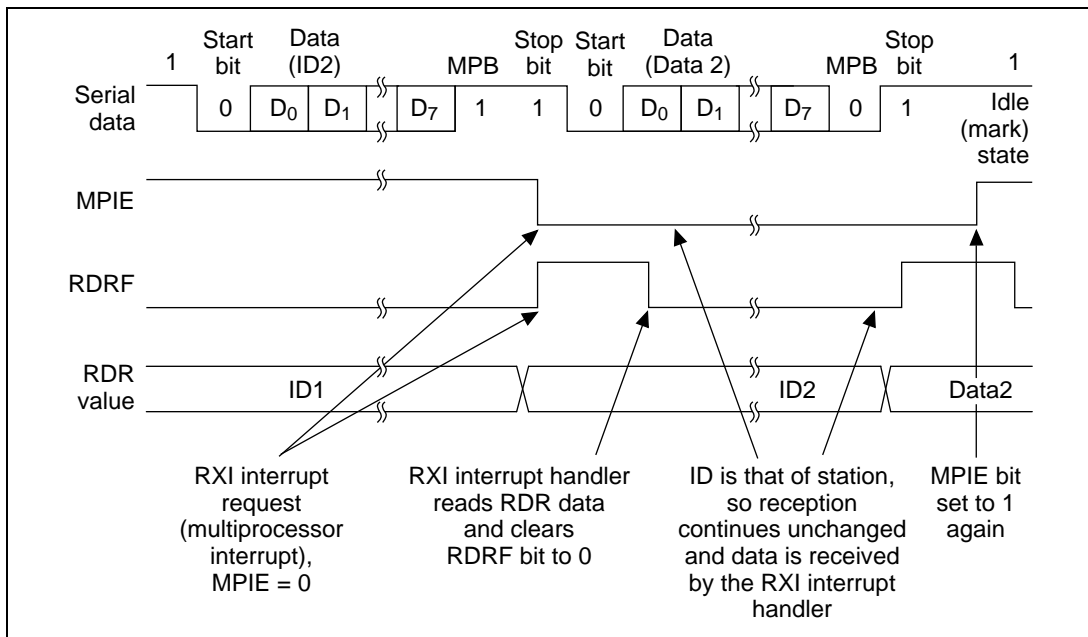 1 Start bit Data (ID2) MPB Stop bit Start bit Data (Data 2) MPB Stop bit 1
Serial data 0 D0 D1 D7 1 1 0 D0 D1 D7 0 1 Idle (mark) state
MPIE
RDRF
RDR value ID1 ID2 Data2
RXI interrupt
request
(multiprocessor
interrupt),
MPIE = 0
RXI interrupt handler
reads RDR data
and clears
RDRF bit to 0
ID is that of station,
so reception
continues unchanged
and data is received
by the RXI interrupt
handler
MPIE bit
set to 1
again